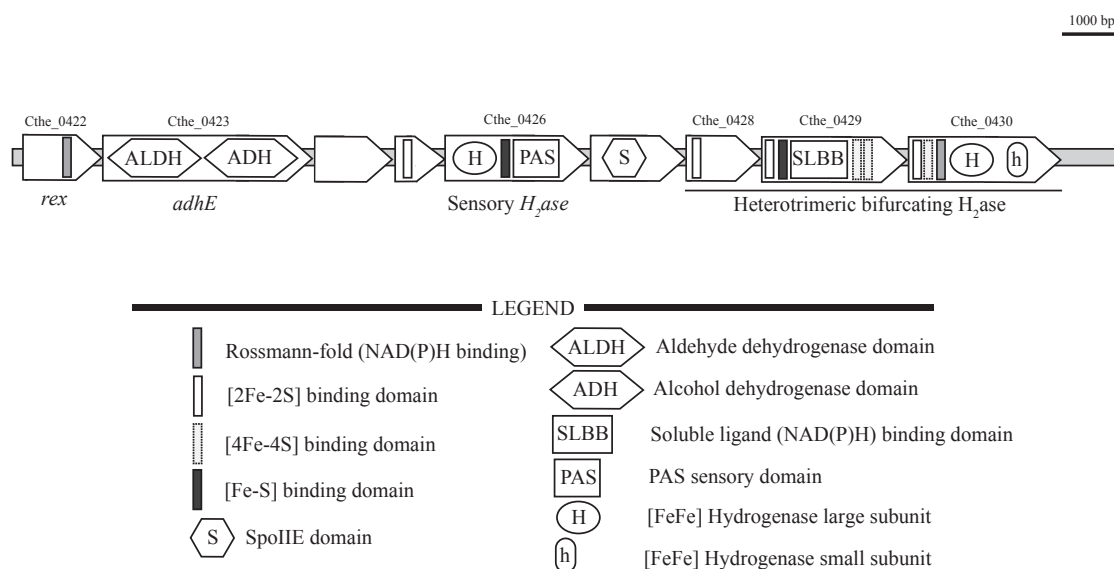 1000 bp
Cthe_0422 Cthe_0423 Cthe_0426 Cthe_0428 Cthe_0429 Cthe_0430
ALDH ADH H PAS S SLBB H h
rex adhE Sensory H₂ase Heterotrimeric bifurcating H₂ase
LEGEND
Rossmann-fold (NAD(P)H binding)
[2Fe-2S] binding domain
[4Fe-4S] binding domain
[Fe-S] binding domain
S SpoIIE domain
ALDH Aldehyde dehydrogenase domain
ADH Alcohol dehydrogenase domain
SLBB Soluble ligand (NAD(P)H) binding domain
PAS PAS sensory domain
H [FeFe] Hydrogenase large subunit
h [FeFe] Hydrogenase small subunit